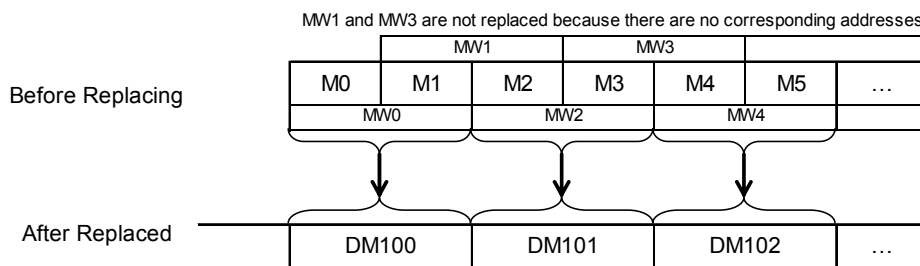 MW1 and MW3 are not replaced because there are no corresponding addresses
MW1 MW3
Before Replacing M0 M1 M2 M3 M4 M5 …
MW0 MW2 MW4
After Replaced DM100 DM101 DM102 …